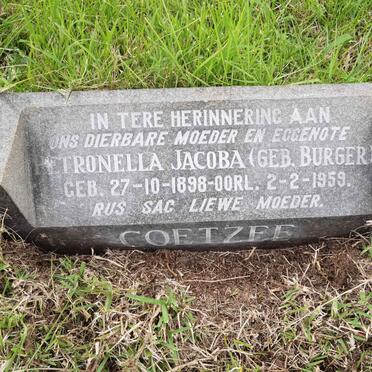 IN TERE HERINNERING AAN
ONS DIERBARE MOEDER EN EGGENOTE
PETRONELLA JACOBA (GEB. BURGER)
GEB. 27-10-1898-OORL. 2-2-1959.
RUS SAG LIEWE MOEDER.
COETZEE